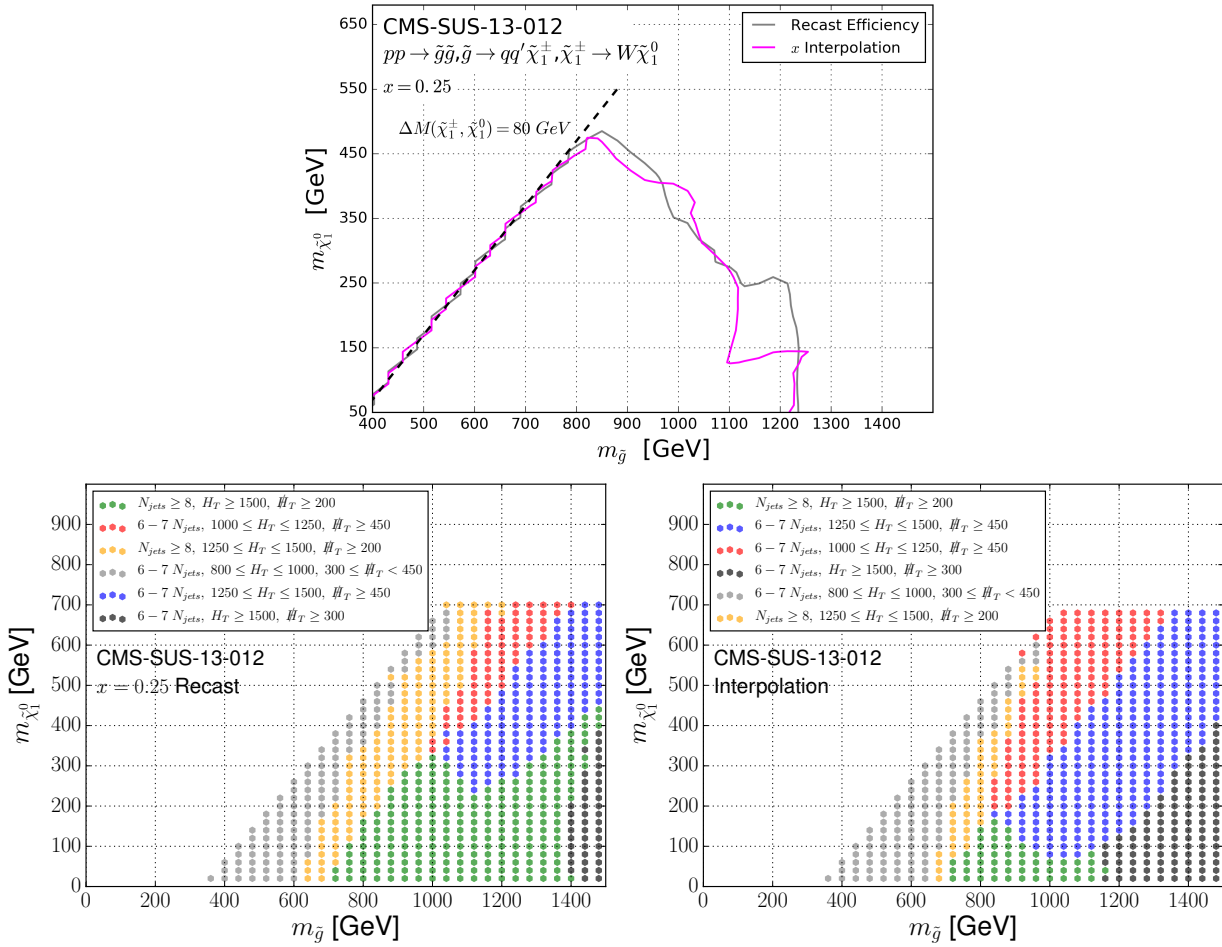 CMS-SUS-13-012
pp → g̃g̃, g̃ → qq′χ̃₁±, χ̃₁± → Wχ̃₁⁰
x = 0.25
ΔM(χ̃₁±, χ̃₁⁰) = 80 GeV
Recast Efficiency
x Interpolation
650
550
450
350
250
150
50
m_χ̃₁⁰ [GeV]
400 500 600 700 800 900 1000 1100 1200 1300 1400
m_g̃ [GeV]
N_jets ≥ 8, H_T ≥ 1500, H̸_T ≥ 200
6 − 7 N_jets, 1000 ≤ H_T ≤ 1250, H̸_T ≥ 450
N_jets ≥ 8, 1250 ≤ H_T ≤ 1500, H̸_T ≥ 200
6 − 7 N_jets, 800 ≤ H_T ≤ 1000, 300 ≤ H̸_T < 450
6 − 7 N_jets, 1250 ≤ H_T ≤ 1500, H̸_T ≥ 450
6 − 7 N_jets, H_T ≥ 1500, H̸_T ≥ 300
CMS-SUS-13-012
x = 0.25 Recast
900
800
700
600
500
400
300
200
100
0
m_χ̃₁⁰ [GeV]
0 200 400 600 800 1000 1200 1400
m_g̃ [GeV]
N_jets ≥ 8, H_T ≥ 1500, H̸_T ≥ 200
6 − 7 N_jets, 1250 ≤ H_T ≤ 1500, H̸_T ≥ 450
6 − 7 N_jets, 1000 ≤ H_T ≤ 1250, H̸_T ≥ 450
6 − 7 N_jets, H_T ≥ 1500, H̸_T ≥ 300
6 − 7 N_jets, 800 ≤ H_T ≤ 1000, 300 ≤ H̸_T < 450
N_jets ≥ 8, 1250 ≤ H_T ≤ 1500, H̸_T ≥ 200
CMS-SUS-13-012
Interpolation
900
800
700
600
500
400
300
200
100
0
m_χ̃₁⁰ [GeV]
0 200 400 600 800 1000 1200 1400
m_g̃ [GeV]